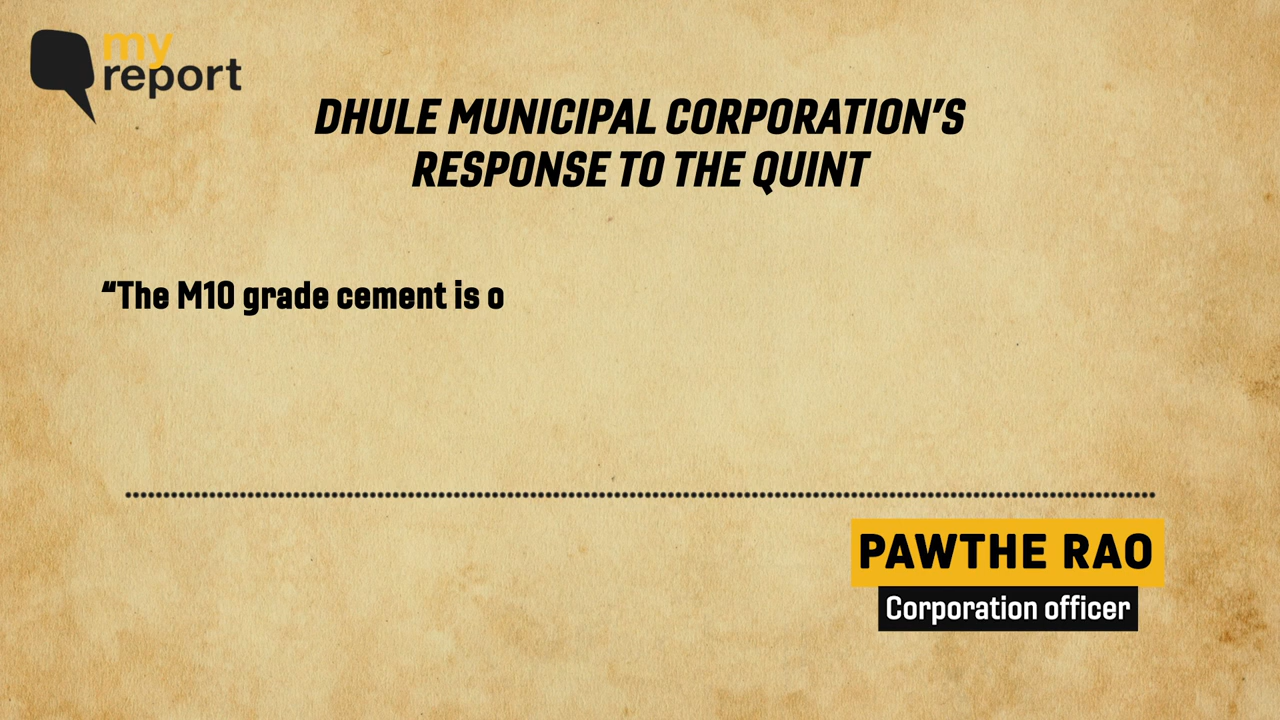 my
report
DHULE MUNICIPAL CORPORATION'S
RESPONSE TO THE QUINT
“The M10 grade cement is o
PAWTHE RAO
Corporation officer